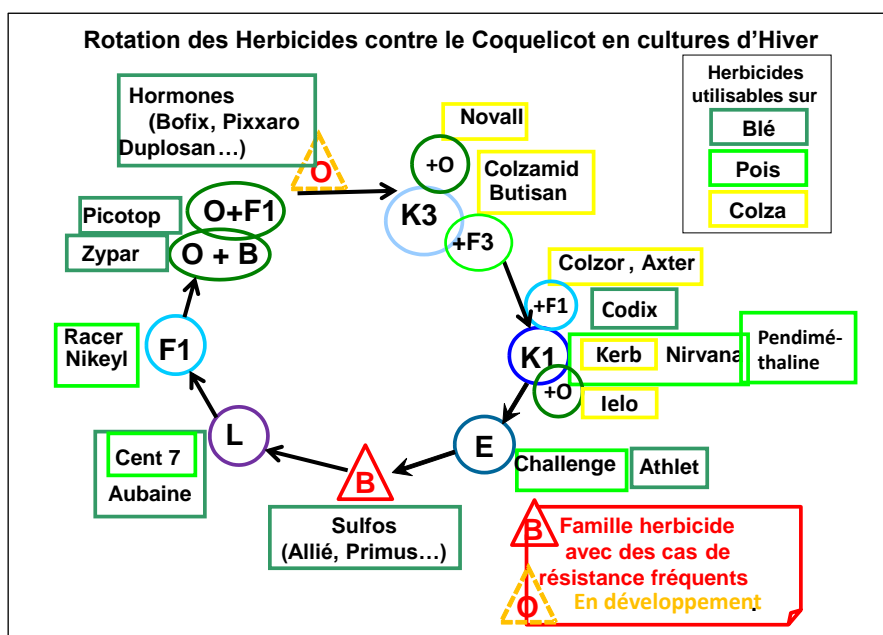 Rotation des Herbicides contre le Coquelicot en cultures d'Hiver
Herbicides
utilisables sur
Blé
Pois
Colza
Hormones
(Bofix, Pixxaro
Duplosan…)
O
Novall
+O
Colzamid
Butisan
K3
+F3
Picotop
O+F1
Zypar
O + B
Colzor , Axter
+F1
Codix
Racer
Nikeyl
F1
K1
Kerb
Nirvana
Pendimé-
thaline
+O
Ielo
L
E
Cent 7
Aubaine
B
Challenge
Athlet
Sulfos
(Allié, Primus…)
B
Famille herbicide
avec des cas de
résistance fréquents
O
En développement.